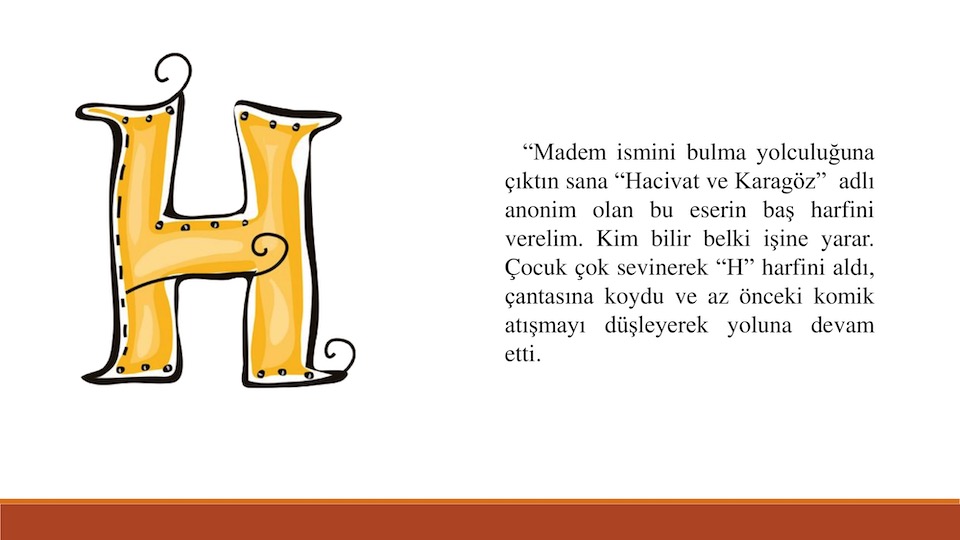 H
“Madem ismini bulma yolculuğuna
çıktın sana “Hacivat ve Karagöz” adlı
anonim olan bu eserin baş harfini
verelim. Kim bilir belki işine yarar.
Çocuk çok sevinerek “H” harfini aldı,
çantasına koydu ve az önceki komik
atışmayı düşleyerek yoluna devam
etti.